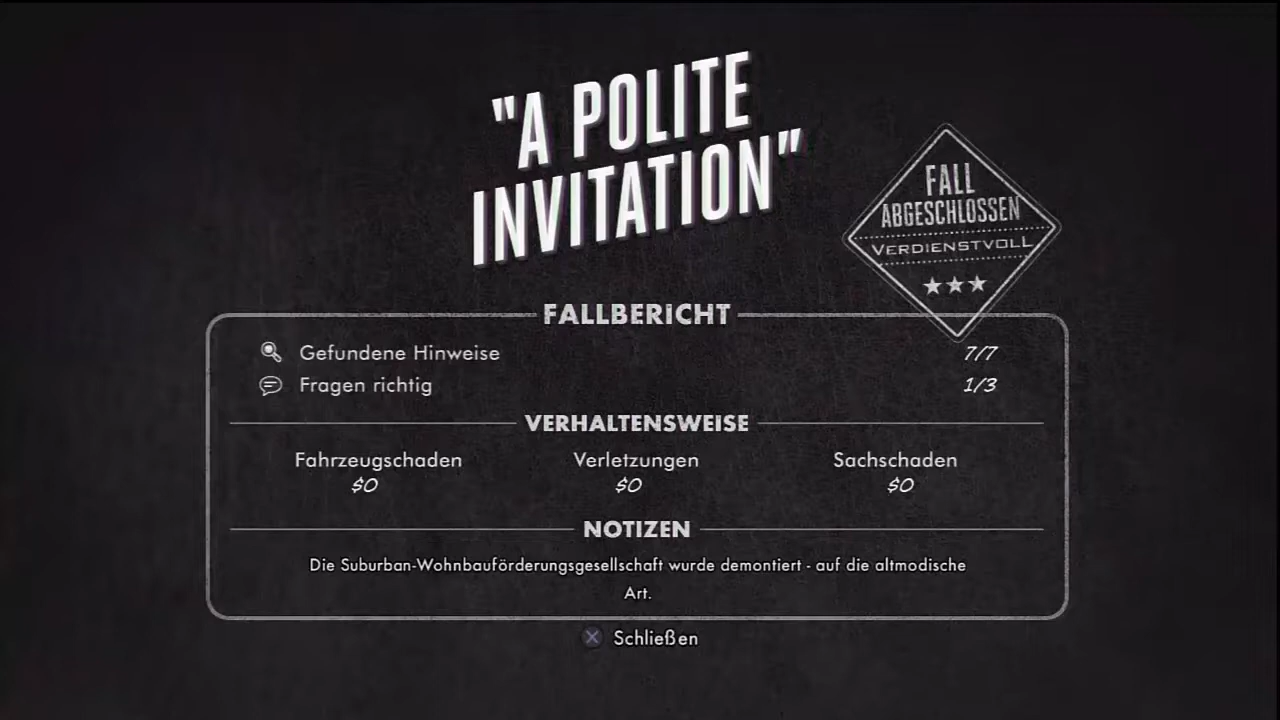 "A POLITE
INVITATION"
FALL
ABGESCHLOSSEN
VERDIENSTVOLL
FALLBERICHT
Gefundene Hinweise 7/7
Fragen richtig 1/3
VERHALTENSWEISE
Fahrzeugschaden Verletzungen Sachschaden
$0 $0 $0
NOTIZEN
Die Suburban-Wohnbauförderungsgesellschaft wurde demontiert - auf die altmodische
Art.
Schließen